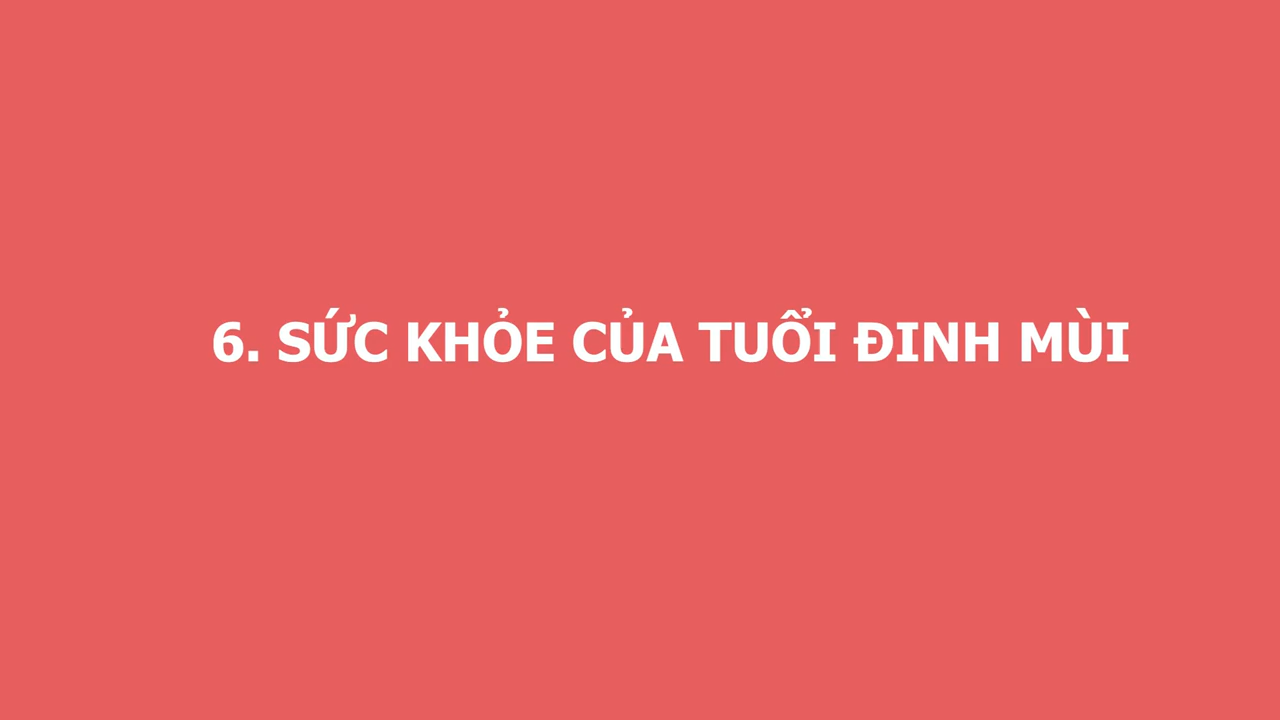 6. SỨC KHỎE CỦA TUỔI ĐINH MÙI